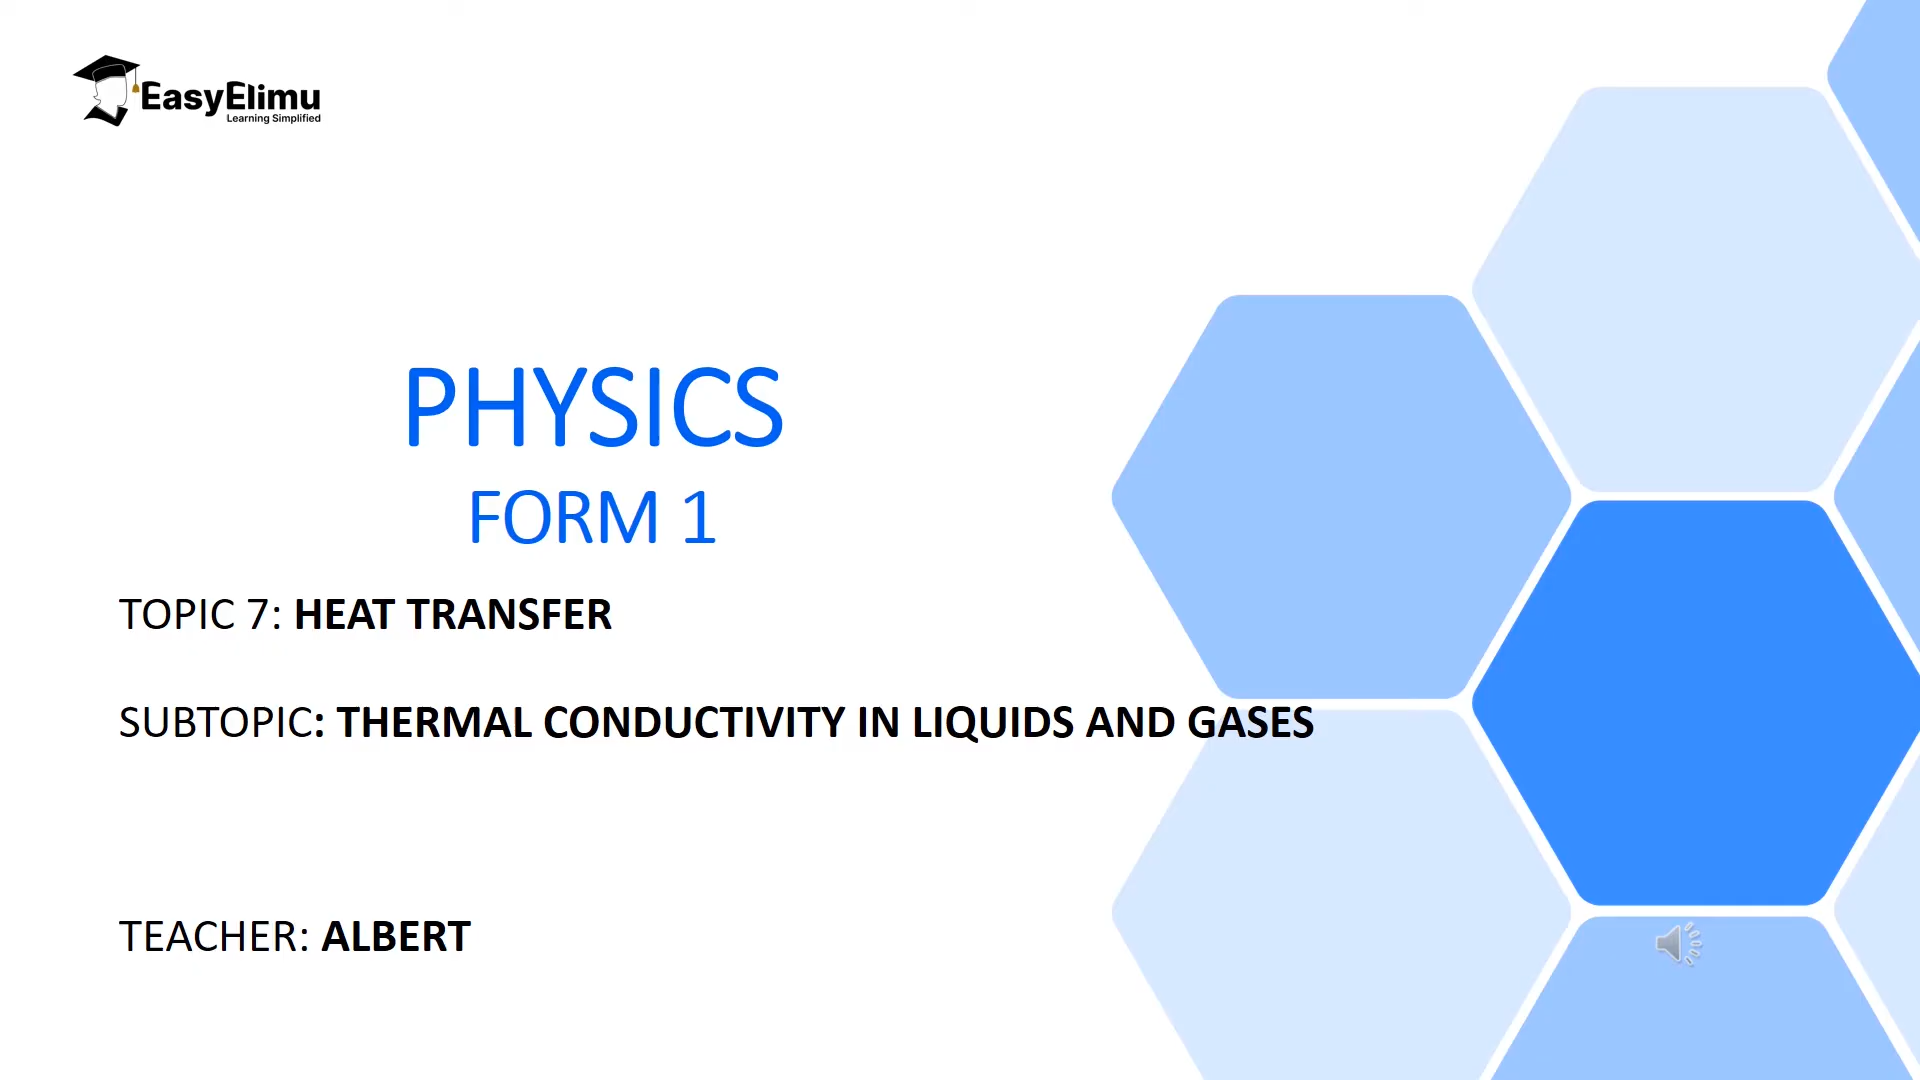 EasyElimu
Learning Simplified
PHYSICS
FORM 1
TOPIC 7: HEAT TRANSFER
SUBTOPIC: THERMAL CONDUCTIVITY IN LIQUIDS AND GASES
TEACHER: ALBERT